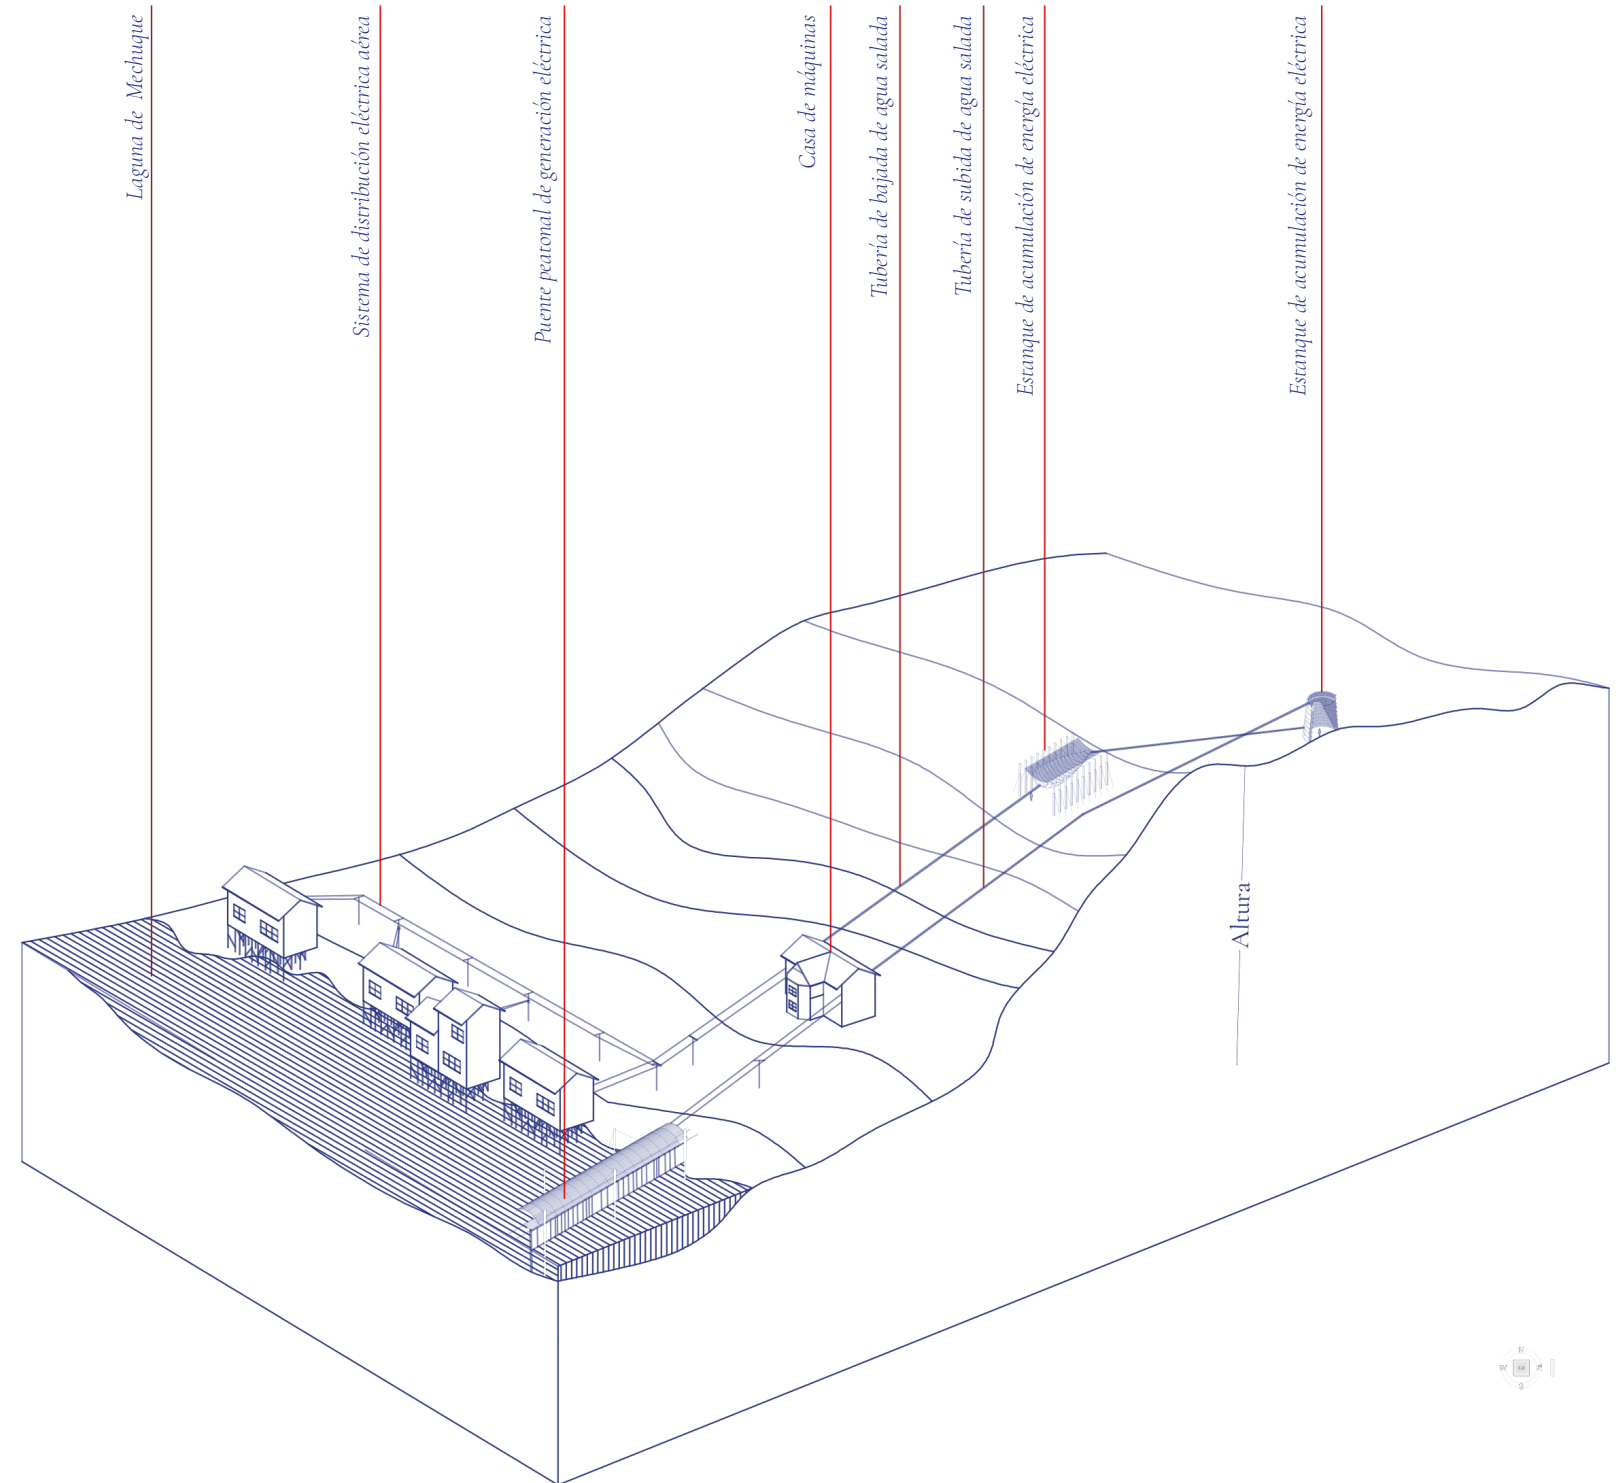 Laguna de Mechuque
Sistema de distribución eléctrica aérea
Puente peatonal de generación eléctrica
Casa de máquinas
Tubería de bajada de agua salada
Tubería de subida de agua salada
Estanque de acumulación de energía eléctrica
Estanque de acumulación de energía eléctrica
Altura
N
S